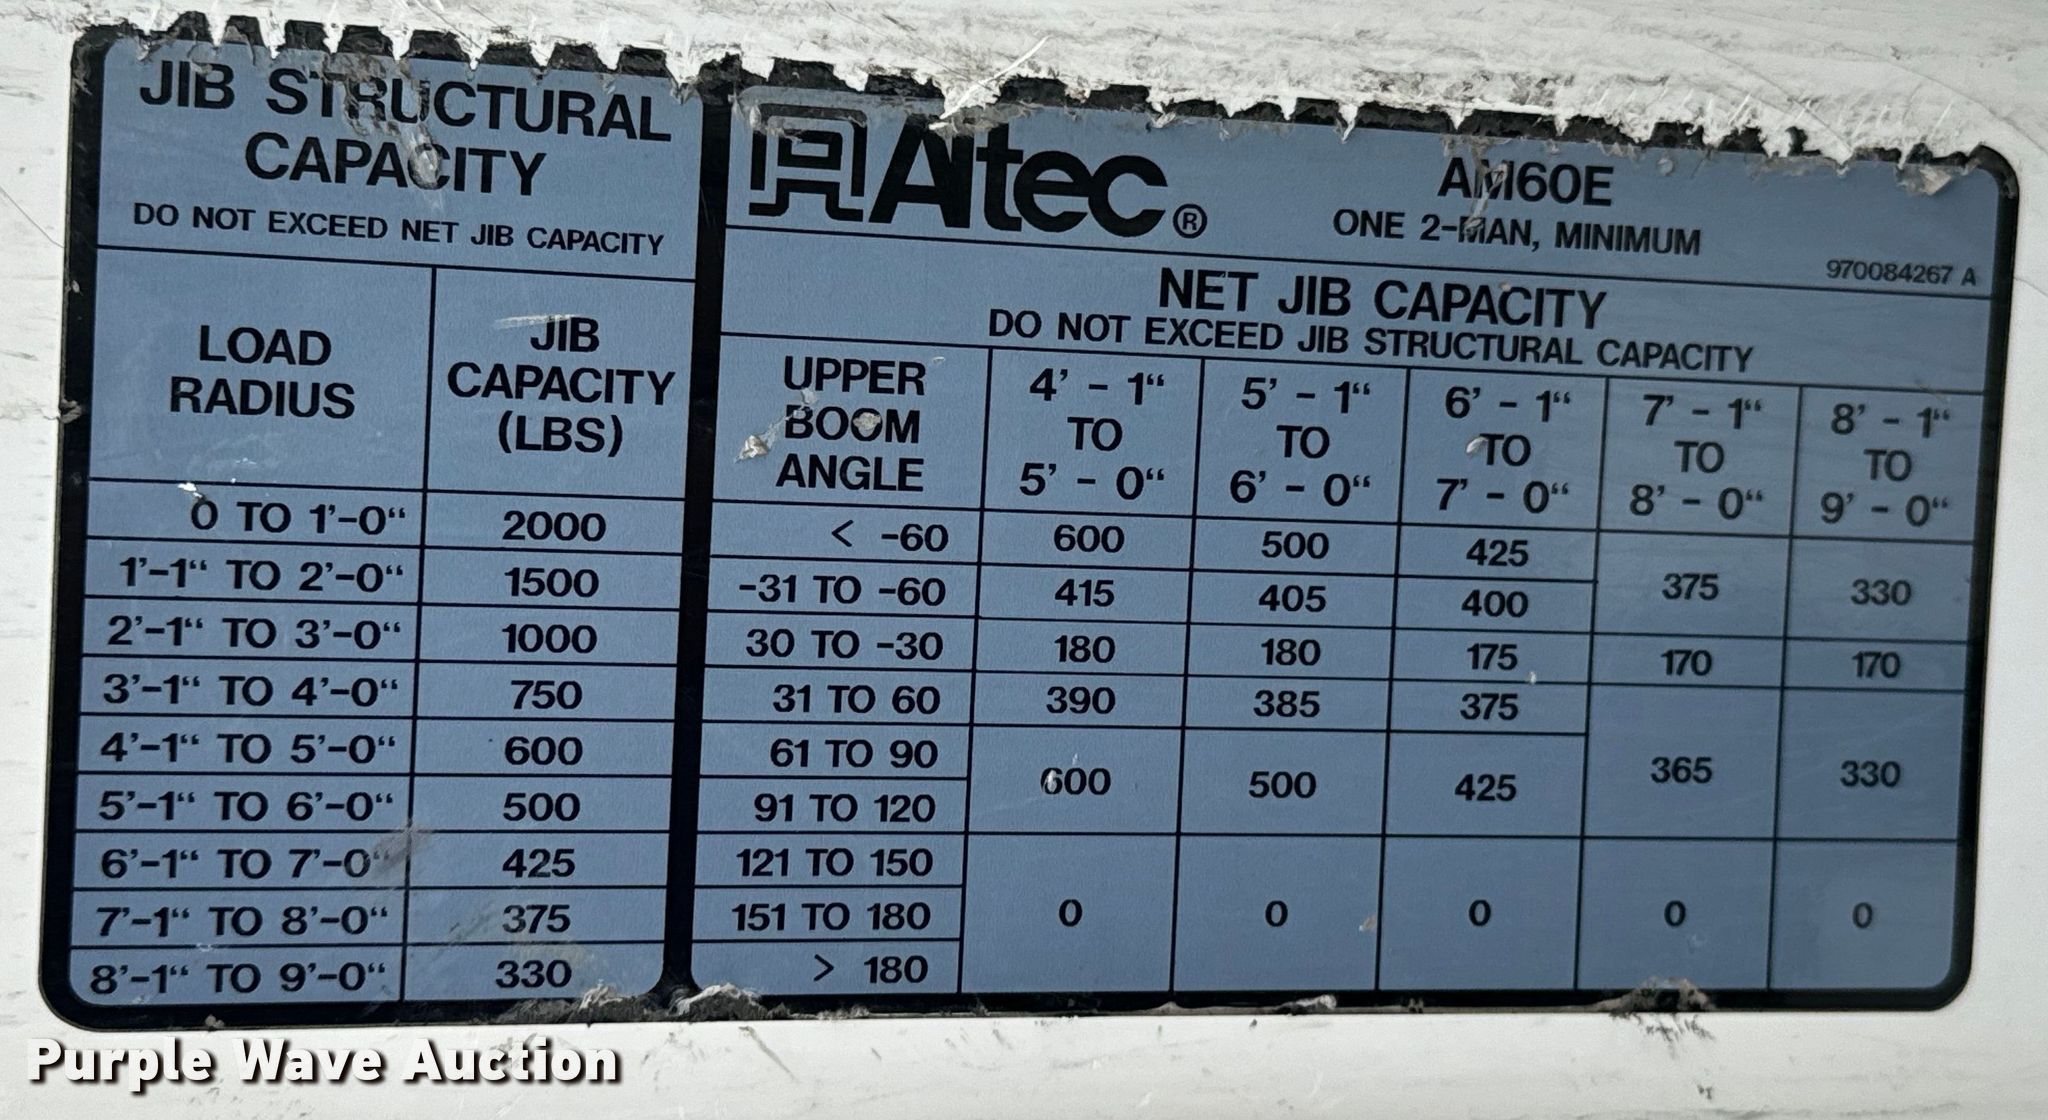 JIB STRUCTURAL
CAPACITY
DO NOT EXCEED NET JIB CAPACITY
LOAD
RADIUS
JIB
CAPACITY
(LBS)
0 TO 1'-0" 2000
1'-1" TO 2'-0" 1500
2'-1" TO 3'-0" 1000
3'-1" TO 4'-0" 750
4'-1" TO 5'-0" 600
5'-1" TO 6'-0" 500
6'-1" TO 7'-0" 425
7'-1" TO 8'-0" 375
8'-1" TO 9'-0" 330
Altec®
AM60E
ONE 2-MAN, MINIMUM
970084267 A
NET JIB CAPACITY
DO NOT EXCEED JIB STRUCTURAL CAPACITY
UPPER
BOOM
ANGLE
4' - 1"
TO
5' - 0"
5' - 1"
TO
6' - 0"
6' - 1"
TO
7' - 0"
7' - 1"
TO
8' - 0"
8' - 1"
TO
9' - 0"
< -60 600 500 425
375 330
-31 TO -60 415 405 400
30 TO -30 180 180 175 170 170
31 TO 60 390 385 375
61 TO 90
600 500 425 365 330
91 TO 120
121 TO 150
151 TO 180 0 0 0 0 0
> 180
Purple Wave Auction